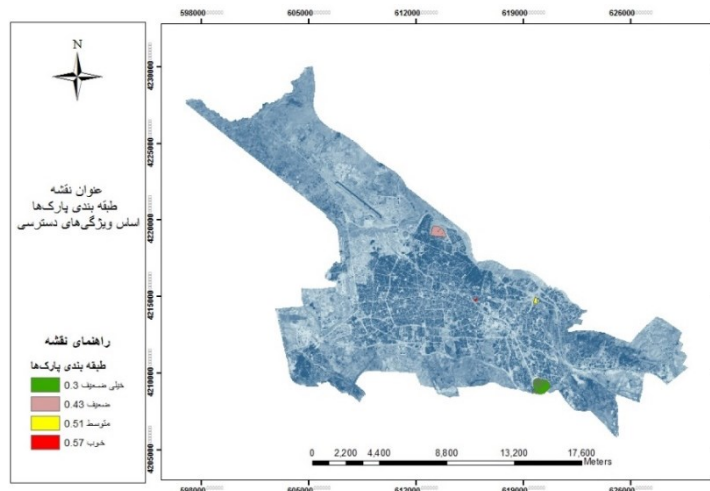 598000 605000 612000 619000 626000
4230000
4225000
4220000
4215000
4210000
4205000
N
عنوان نقشه
طبقه بندی پارک‌ها
اساس ویژگی‌های دسترسی
راهنمای نقشه
طبقه بندی پارک‌ها
خیلی ضعیف 0.3
ضعیف 0.43
متوسط 0.51
خوب 0.57
0 2,200 4,400 8,800 13,200 17,600
Meters
598000 605000 612000 619000 626000